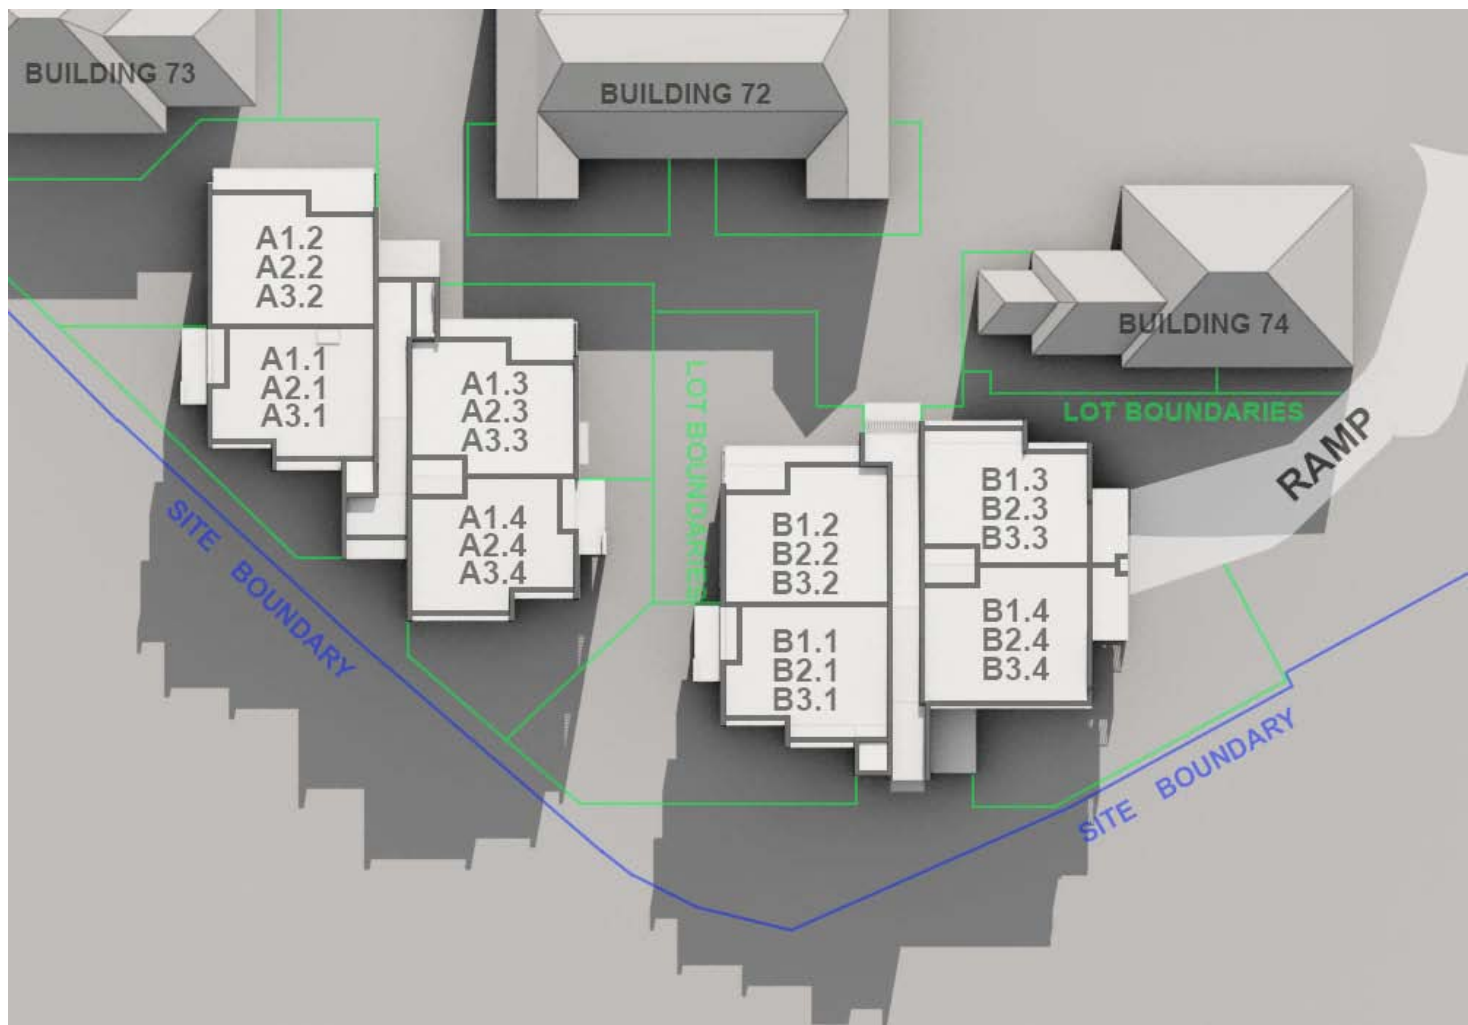 BUILDING 73
BUILDING 72
A1.2
A2.2
A3.2
BUILDING 74
A1.1
A2.1
A3.1
A1.3
A2.3
A3.3
LOT BOUNDARIES
LOT BOUNDARIES
RAMP
A1.4
A2.4
A3.4
B1.2
B2.2
B3.2
B1.3
B2.3
B3.3
SITE BOUNDARY
B1.1
B2.1
B3.1
B1.4
B2.4
B3.4
SITE BOUNDARY